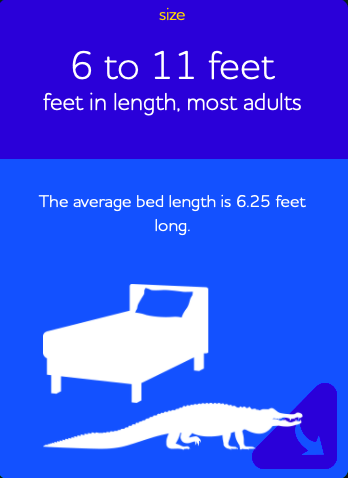 size
6 to 11 feet
feet in length, most adults
The average bed length is 6.25 feet
long.